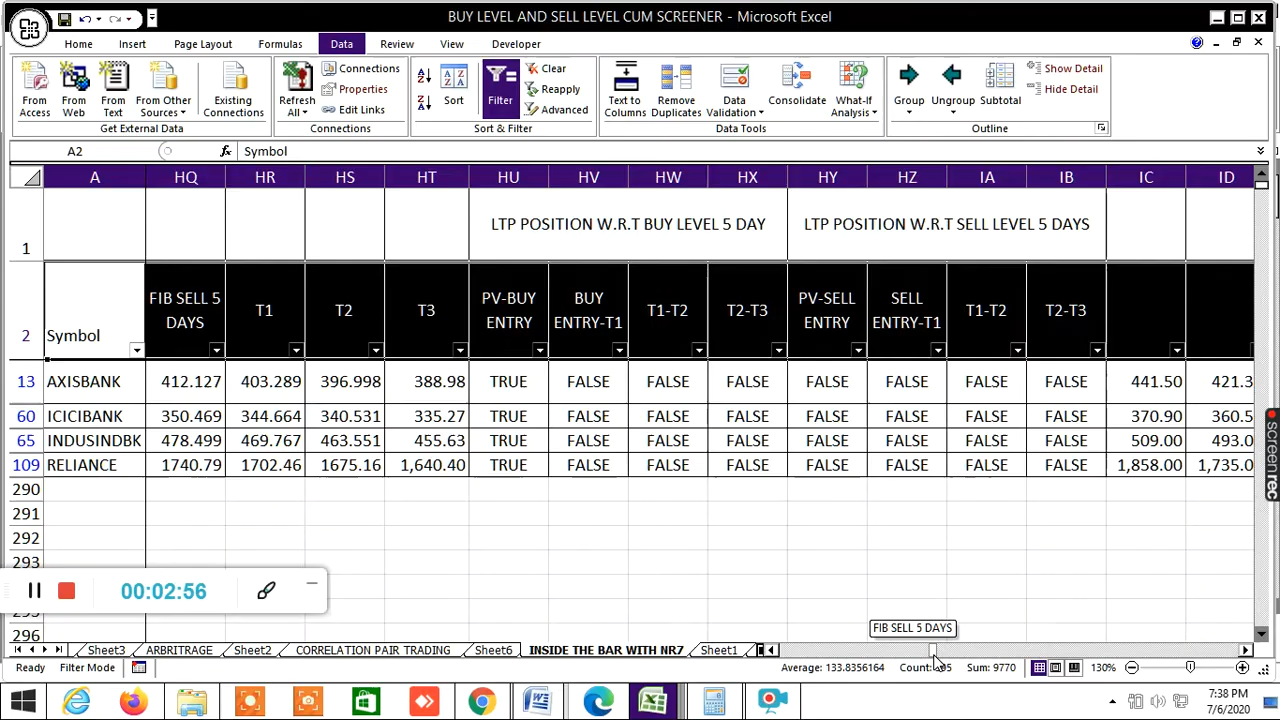 BUY LEVEL AND SELL LEVEL CUM SCREENER - Microsoft Excel
Home Insert Page Layout Formulas Data Review View Developer
From Access
From Web
From Text
From Other Sources
Existing Connections
Get External Data
Refresh All
Connections
Properties
Edit Links
Connections
Sort
Filter
Clear
Reapply
Advanced
Sort & Filter
Text to Columns
Remove Duplicates
Data Validation
Consolidate
What-If Analysis
Data Tools
Group
Ungroup
Subtotal
Show Detail
Hide Detail
Outline
A2 fx Symbol
A HQ HR HS HT HU HV HW HX HY HZ IA IB IC ID
1 LTP POSITION W.R.T BUY LEVEL 5 DAY LTP POSITION W.R.T SELL LEVEL 5 DAYS
2 Symbol FIB SELL 5 DAYS T1 T2 T3 PV-BUY ENTRY BUY ENTRY-T1 T1-T2 T2-T3 PV-SELL ENTRY SELL ENTRY-T1 T1-T2 T2-T3
13 AXISBANK 412.127 403.289 396.998 388.98 TRUE FALSE FALSE FALSE FALSE FALSE FALSE FALSE 441.50 421.3
60 ICICIBANK 350.469 344.664 340.531 335.27 TRUE FALSE FALSE FALSE FALSE FALSE FALSE FALSE 370.90 360.5
65 INDUSINDBK 478.499 469.767 463.551 455.63 TRUE FALSE FALSE FALSE FALSE FALSE FALSE FALSE 509.00 493.0
109 RELIANCE 1740.79 1702.46 1675.16 1,640.40 TRUE FALSE FALSE FALSE FALSE FALSE FALSE FALSE 1,858.00 1,735.0
290
291
292
293
00:02:56
296
FIB SELL 5 DAYS
Sheet3 ARBRITRAGE Sheet2 CORRELATION PAIR TRADING Sheet6 INSIDE THE BAR WITH NR7 Sheet1
Ready Filter Mode Average: 133.8356164 Sum: 9770 130%
7:38 PM
7/6/2020
screenrec